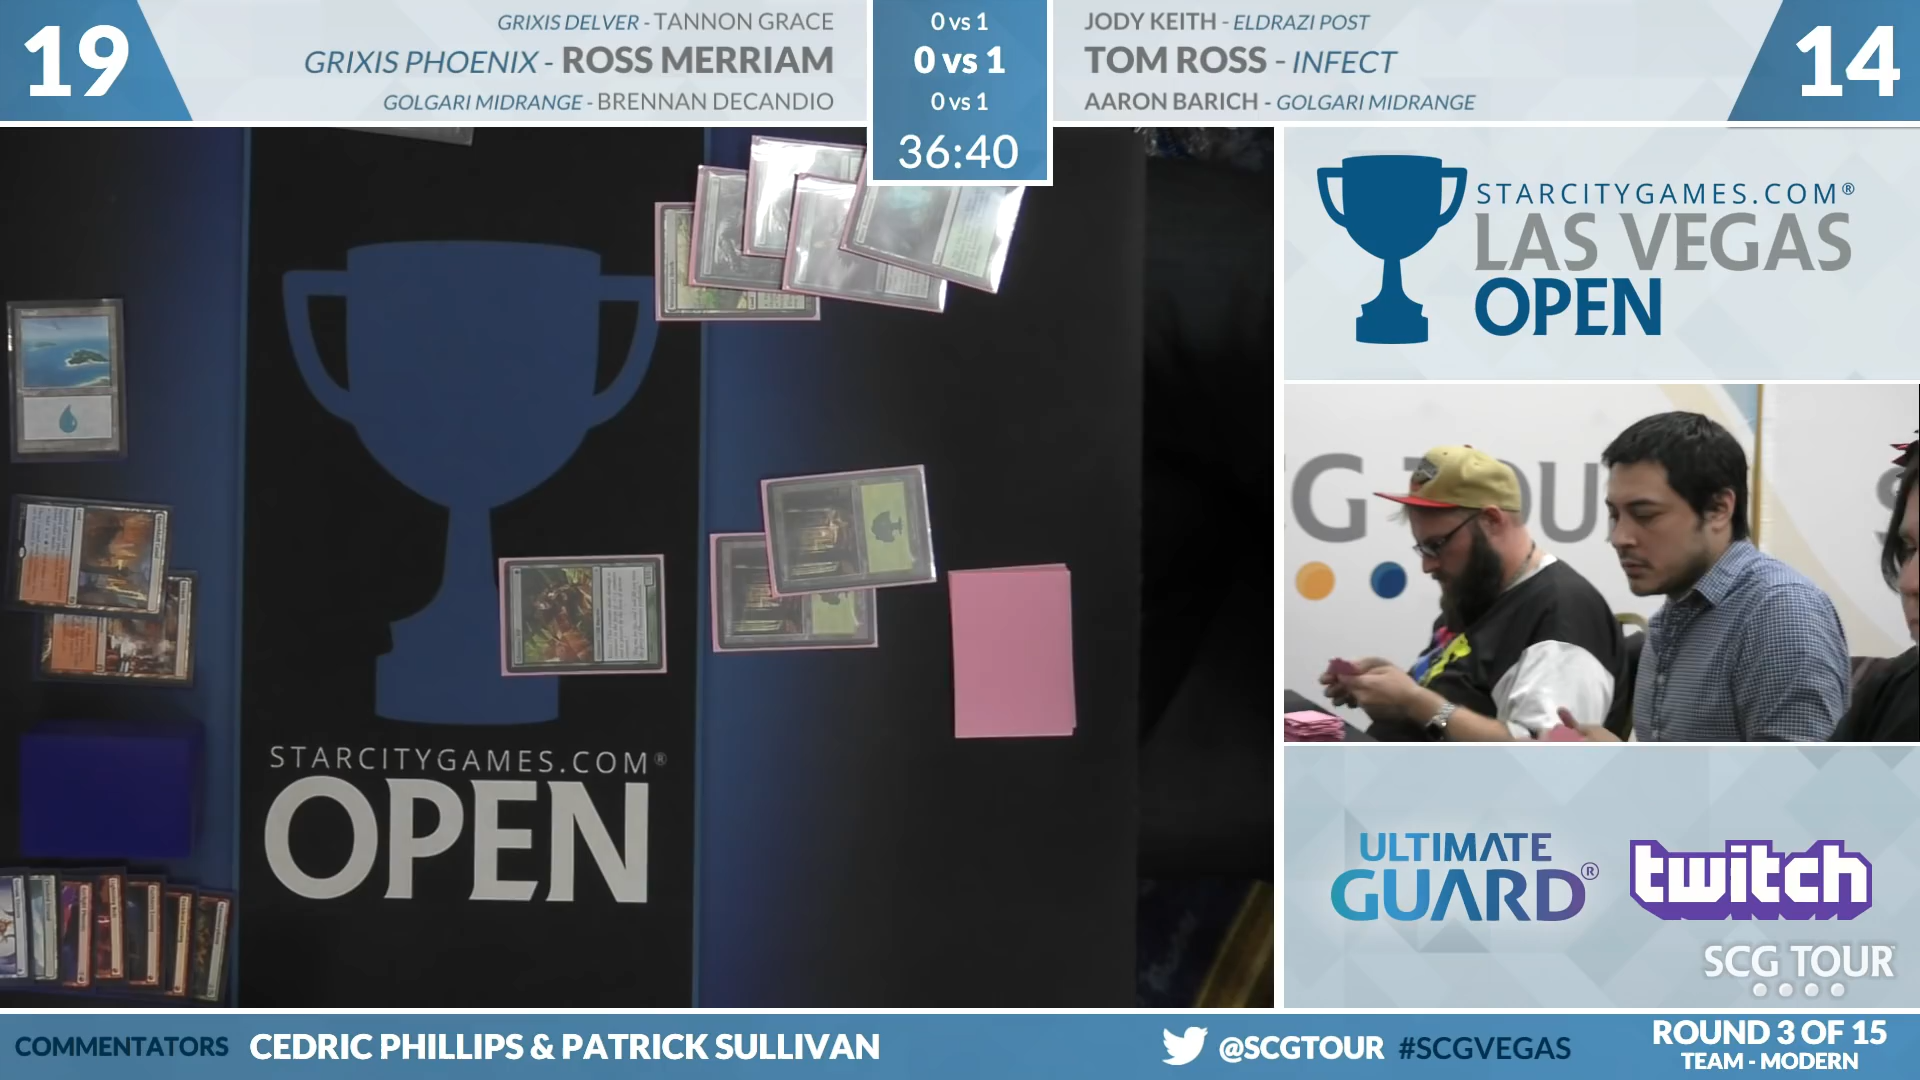 19
GRIXIS DELVER - TANNON GRACE
GRIXIS PHOENIX - ROSS MERRIAM
GOLGARI MIDRANGE - BRENNAN DECANDIO
0 vs 1
0 vs 1
0 vs 1
36:40
JODY KEITH - ELDRAZI POST
TOM ROSS - INFECT
AARON BARICH - GOLGARI MIDRANGE
14
STARCITYGAMES.COM®
LAS VEGAS
OPEN
STARCITYGAMES.COM®
OPEN
ULTIMATE
GUARD®
twitch
SCG TOUR
COMMENTATORS CEDRIC PHILLIPS & PATRICK SULLIVAN
@SCGTOUR #SCGVEGAS
ROUND 3 OF 15
TEAM - MODERN